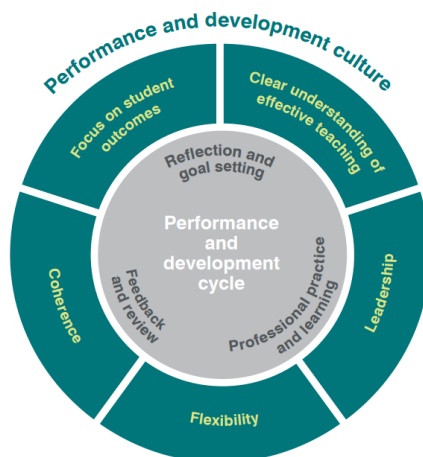 Performance and development culture
Focus on student
outcomes
Clear understanding of
effective teaching
Reflection and
goal setting
Performance
and
development
cycle
Feedback
and review
Professional practice
and learning
Coherence
Leadership
Flexibility